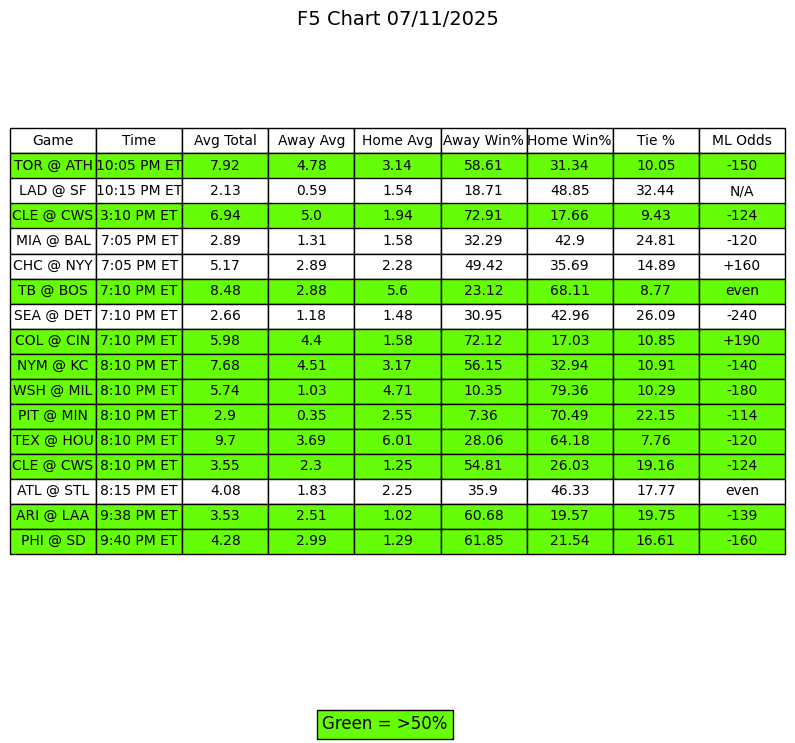 F5 Chart 07/11/2025
Game Time Avg Total Away Avg Home Avg Away Win% Home Win% Tie % ML Odds
TOR @ ATH 10:05 PM ET 7.92 4.78 3.14 58.61 31.34 10.05 -150
LAD @ SF 10:15 PM ET 2.13 0.59 1.54 18.71 48.85 32.44 N/A
CLE @ CWS 3:10 PM ET 6.94 5.0 1.94 72.91 17.66 9.43 -124
MIA @ BAL 7:05 PM ET 2.89 1.31 1.58 32.29 42.9 24.81 -120
CHC @ NYY 7:05 PM ET 5.17 2.89 2.28 49.42 35.69 14.89 +160
TB @ BOS 7:10 PM ET 8.48 2.88 5.6 23.12 68.11 8.77 even
SEA @ DET 7:10 PM ET 2.66 1.18 1.48 30.95 42.96 26.09 -240
COL @ CIN 7:10 PM ET 5.98 4.4 1.58 72.12 17.03 10.85 +190
NYM @ KC 8:10 PM ET 7.68 4.51 3.17 56.15 32.94 10.91 -140
WSH @ MIL 8:10 PM ET 5.74 1.03 4.71 10.35 79.36 10.29 -180
PIT @ MIN 8:10 PM ET 2.9 0.35 2.55 7.36 70.49 22.15 -114
TEX @ HOU 8:10 PM ET 9.7 3.69 6.01 28.06 64.18 7.76 -120
CLE @ CWS 8:10 PM ET 3.55 2.3 1.25 54.81 26.03 19.16 -124
ATL @ STL 8:15 PM ET 4.08 1.83 2.25 35.9 46.33 17.77 even
ARI @ LAA 9:38 PM ET 3.53 2.51 1.02 60.68 19.57 19.75 -139
PHI @ SD 9:40 PM ET 4.28 2.99 1.29 61.85 21.54 16.61 -160
Green = >50%